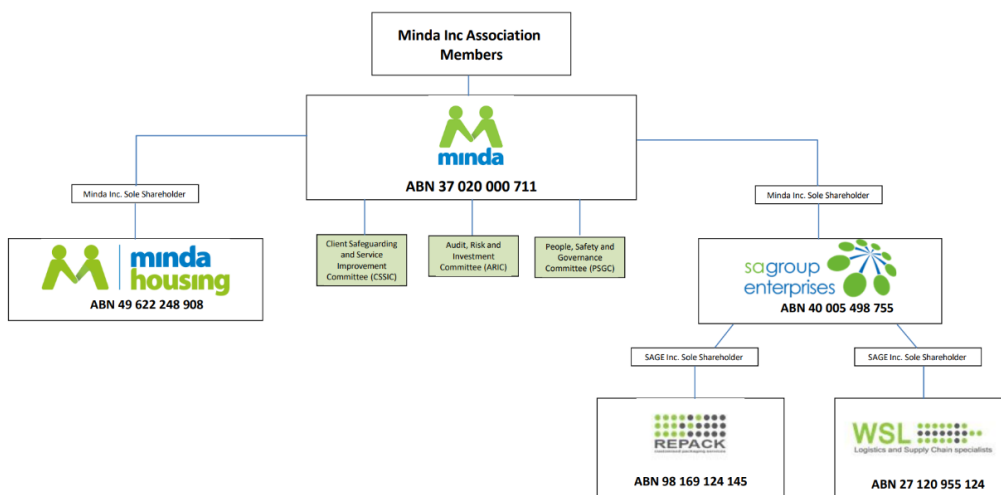 Minda Inc Association
Members
minda
ABN 37 020 000 711
Minda Inc. Sole Shareholder
Minda Inc. Sole Shareholder
minda
housing
ABN 49 622 248 908
Client Safeguarding
and Service
Improvement
Committee (CSSIC)
Audit, Risk and
Investment
Committee (ARIC)
People, Safety and
Governance
Committee (PSGC)
sagroup
enterprises
ABN 40 005 498 755
SAGE Inc. Sole Shareholder
SAGE Inc. Sole Shareholder
REPACK
customised packaging services
ABN 98 169 124 145
WSL
Logistics and Supply Chain specialists
ABN 27 120 955 124